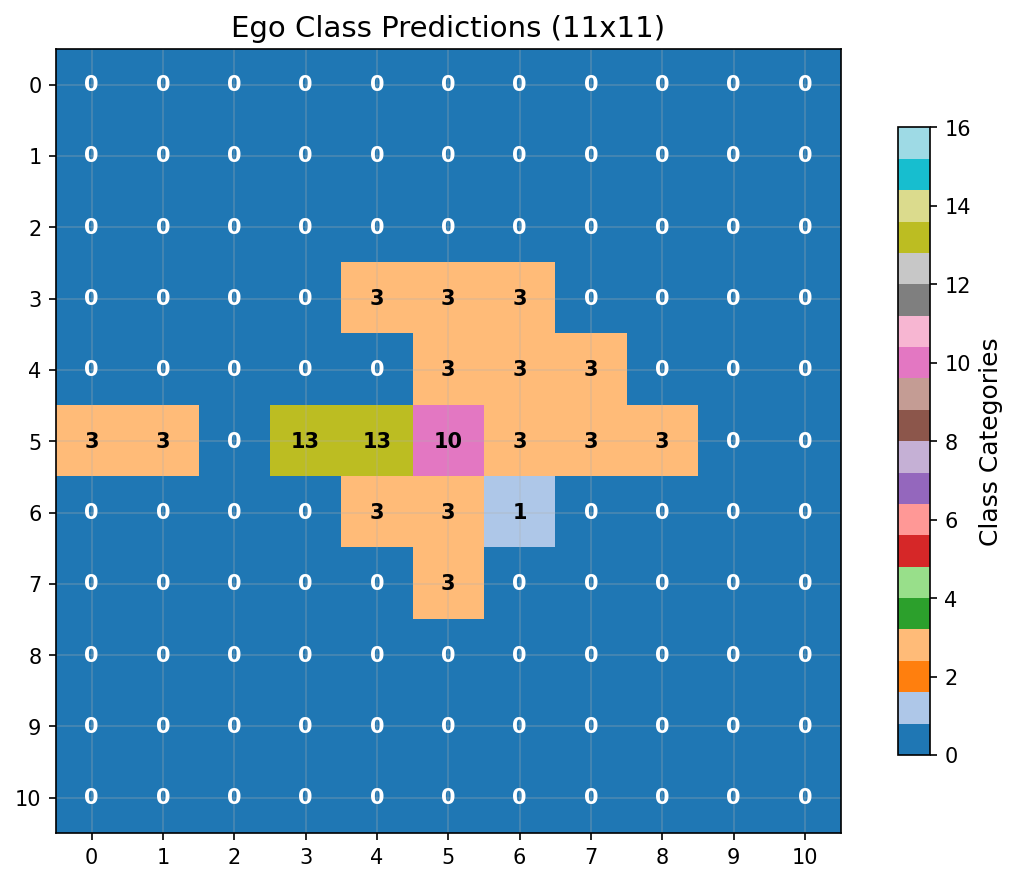 Ego Class Predictions (11x11)
0 0 0 0 0 0 0 0 0 0 0 0
1 0 0 0 0 0 0 0 0 0 0 0
2 0 0 0 0 0 0 0 0 0 0 0
3 0 0 0 0 3 3 3 0 0 0 0
4 0 0 0 0 0 3 3 3 0 0 0
5 3 3 0 13 13 10 3 3 3 0 0
6 0 0 0 0 3 3 1 0 0 0 0
7 0 0 0 0 0 3 0 0 0 0 0
8 0 0 0 0 0 0 0 0 0 0 0
9 0 0 0 0 0 0 0 0 0 0 0
10 0 0 0 0 0 0 0 0 0 0 0
0 1 2 3 4 5 6 7 8 9 10
16
14
12
10
8
6
4
2
0
Class Categories